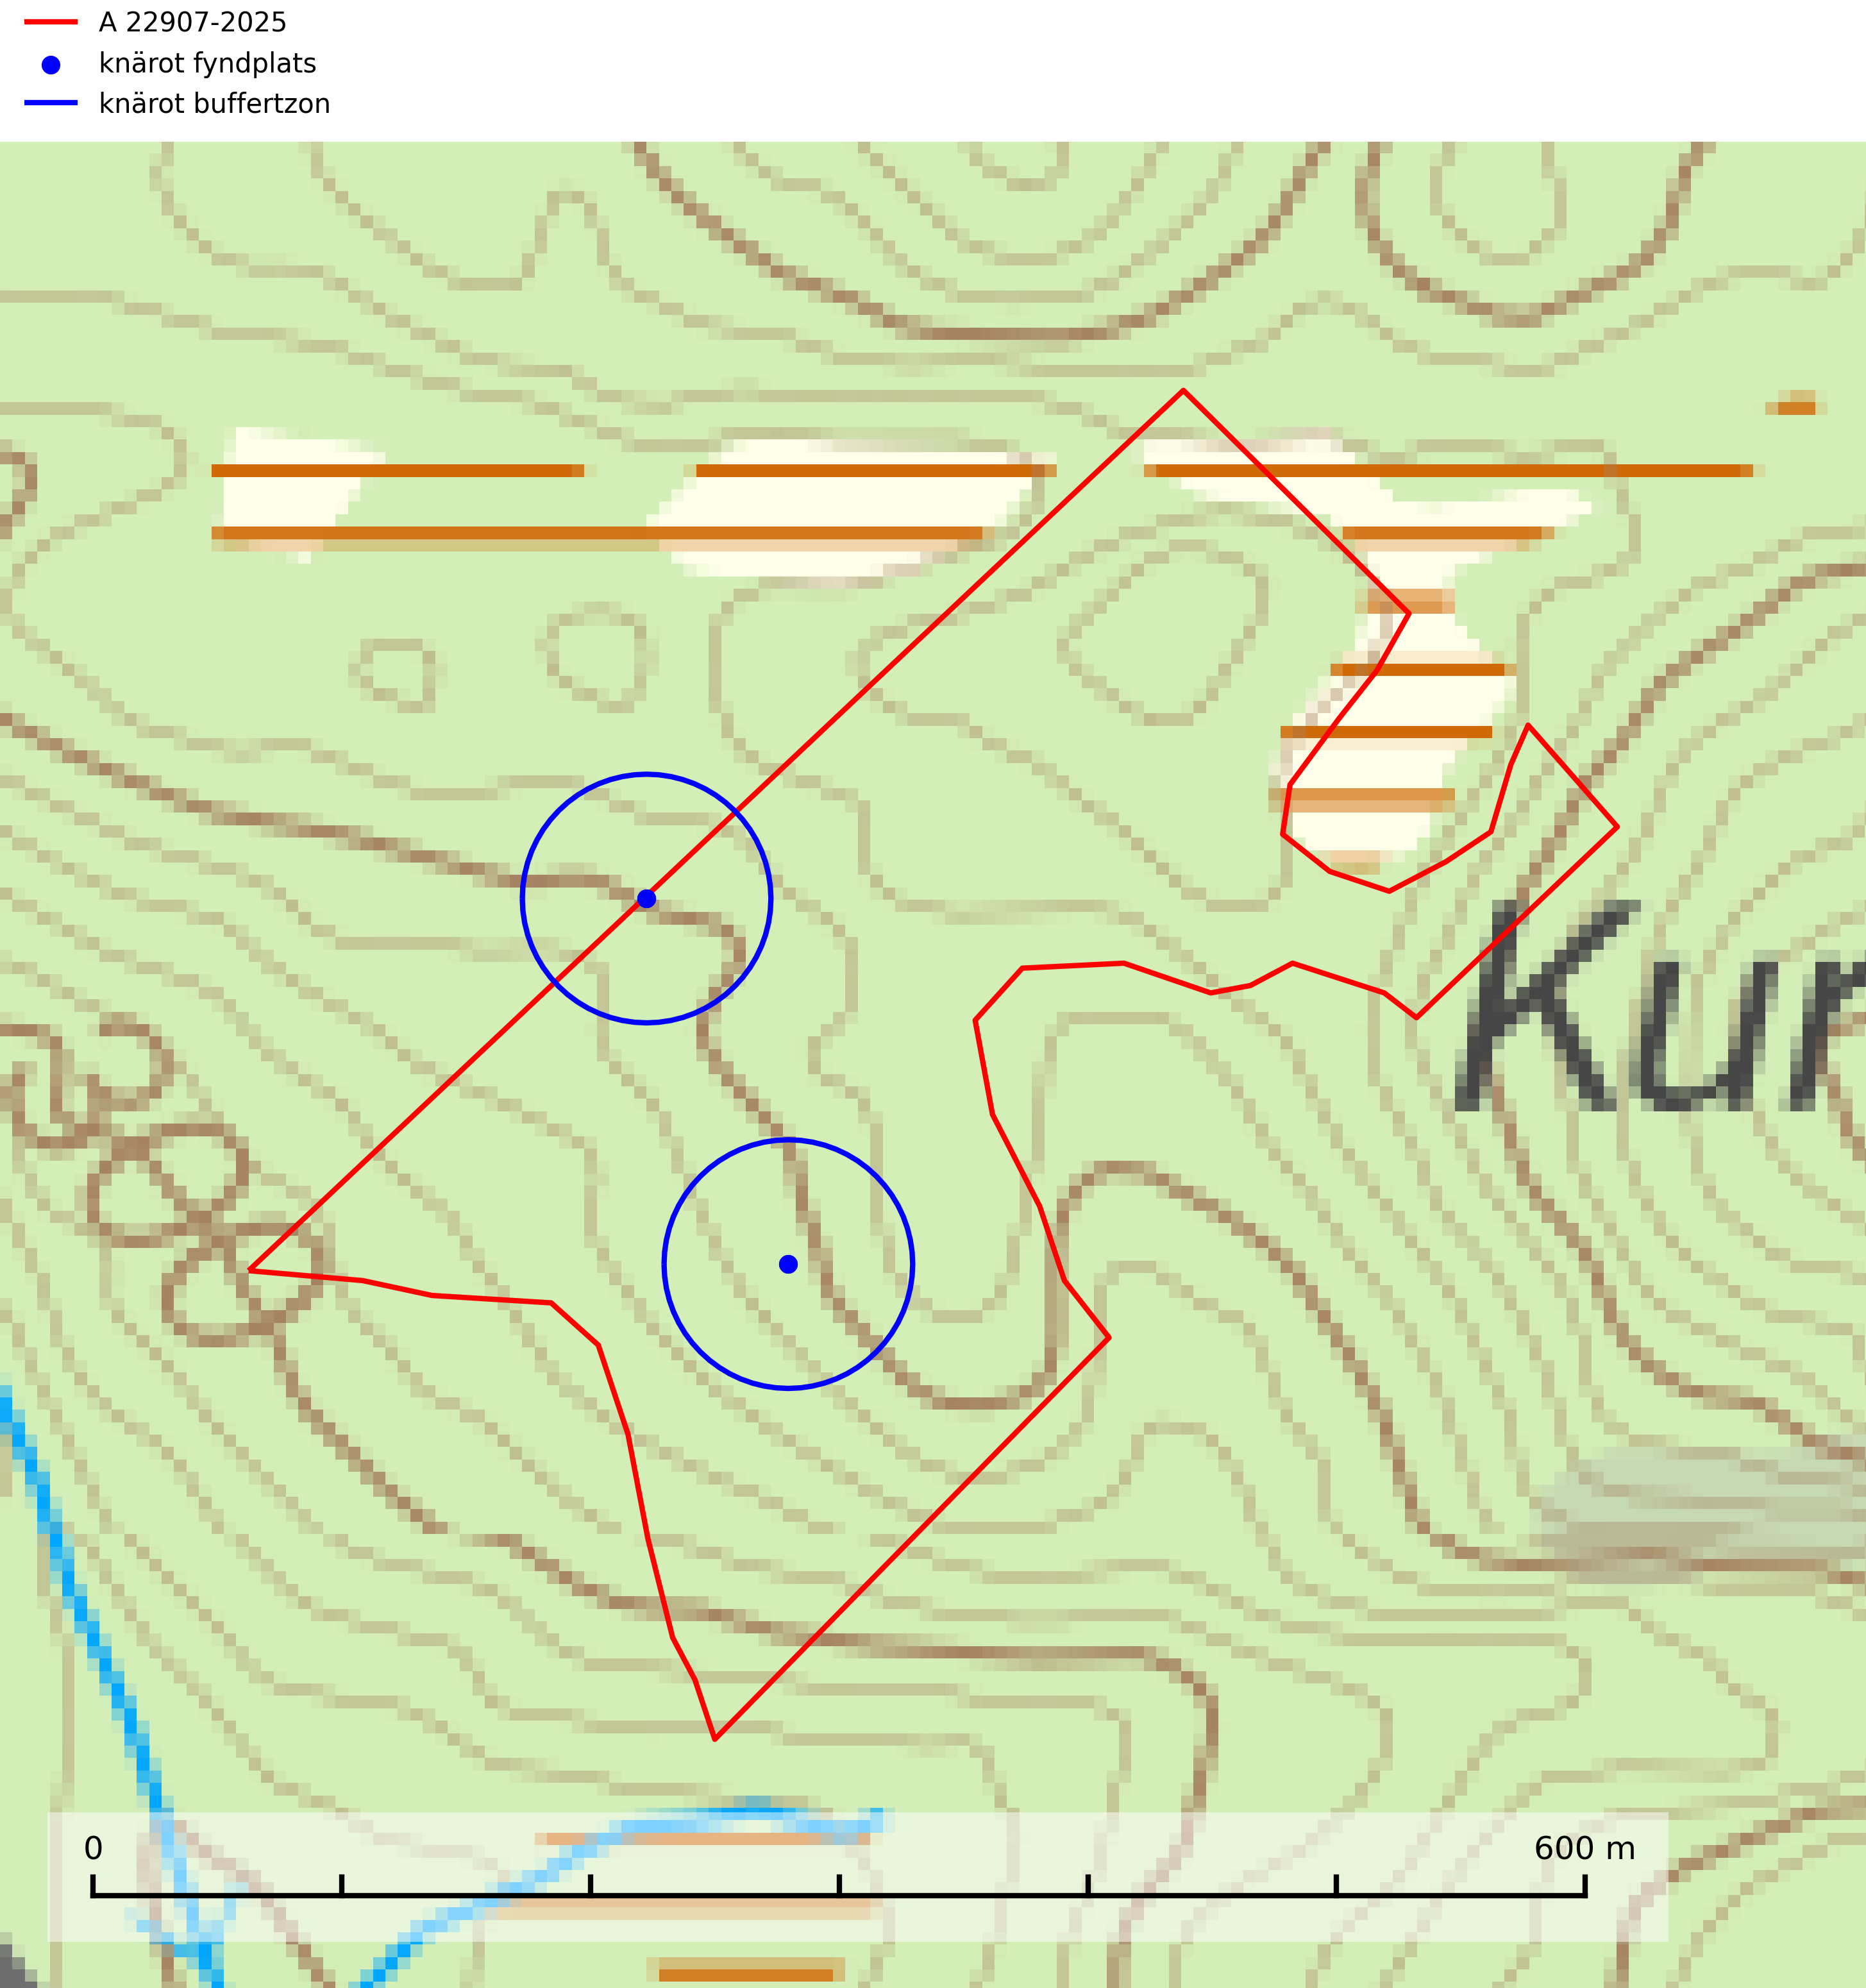 A 22907-2025
knärot fyndplats
knärot buffertzon
Kur
0
600 m